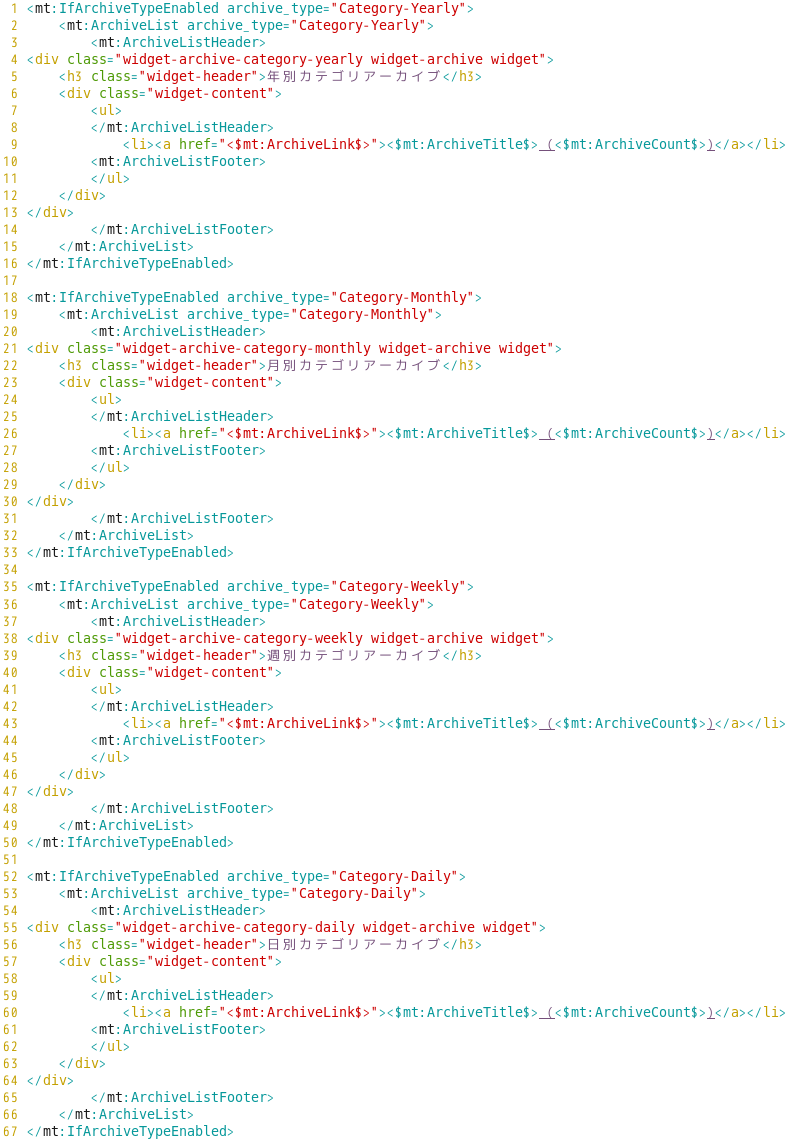 1 <mt:IfArchiveTypeEnabled archive_type="Category-Yearly">
2     <mt:ArchiveList archive_type="Category-Yearly">
3         <mt:ArchiveListHeader>
4 <div class="widget-archive-category-yearly widget-archive widget">
5     <h3 class="widget-header">年別カテゴリアーカイブ</h3>
6     <div class="widget-content">
7         <ul>
8         </mt:ArchiveListHeader>
9             <li><a href="<$mt:ArchiveLink$>"><$mt:ArchiveTitle$> (<$mt:ArchiveCount$>)</a></li>
10         <mt:ArchiveListFooter>
11         </ul>
12     </div>
13 </div>
14         </mt:ArchiveListFooter>
15     </mt:ArchiveList>
16 </mt:IfArchiveTypeEnabled>
17
18 <mt:IfArchiveTypeEnabled archive_type="Category-Monthly">
19     <mt:ArchiveList archive_type="Category-Monthly">
20         <mt:ArchiveListHeader>
21 <div class="widget-archive-category-monthly widget-archive widget">
22     <h3 class="widget-header">月別カテゴリアーカイブ</h3>
23     <div class="widget-content">
24         <ul>
25         </mt:ArchiveListHeader>
26             <li><a href="<$mt:ArchiveLink$>"><$mt:ArchiveTitle$> (<$mt:ArchiveCount$>)</a></li>
27         <mt:ArchiveListFooter>
28         </ul>
29     </div>
30 </div>
31         </mt:ArchiveListFooter>
32     </mt:ArchiveList>
33 </mt:IfArchiveTypeEnabled>
34
35 <mt:IfArchiveTypeEnabled archive_type="Category-Weekly">
36     <mt:ArchiveList archive_type="Category-Weekly">
37         <mt:ArchiveListHeader>
38 <div class="widget-archive-category-weekly widget-archive widget">
39     <h3 class="widget-header">週別カテゴリアーカイブ</h3>
40     <div class="widget-content">
41         <ul>
42         </mt:ArchiveListHeader>
43             <li><a href="<$mt:ArchiveLink$>"><$mt:ArchiveTitle$> (<$mt:ArchiveCount$>)</a></li>
44         <mt:ArchiveListFooter>
45         </ul>
46     </div>
47 </div>
48         </mt:ArchiveListFooter>
49     </mt:ArchiveList>
50 </mt:IfArchiveTypeEnabled>
51
52 <mt:IfArchiveTypeEnabled archive_type="Category-Daily">
53     <mt:ArchiveList archive_type="Category-Daily">
54         <mt:ArchiveListHeader>
55 <div class="widget-archive-category-daily widget-archive widget">
56     <h3 class="widget-header">日別カテゴリアーカイブ</h3>
57     <div class="widget-content">
58         <ul>
59         </mt:ArchiveListHeader>
60             <li><a href="<$mt:ArchiveLink$>"><$mt:ArchiveTitle$> (<$mt:ArchiveCount$>)</a></li>
61         <mt:ArchiveListFooter>
62         </ul>
63     </div>
64 </div>
65         </mt:ArchiveListFooter>
66     </mt:ArchiveList>
67 </mt:IfArchiveTypeEnabled>